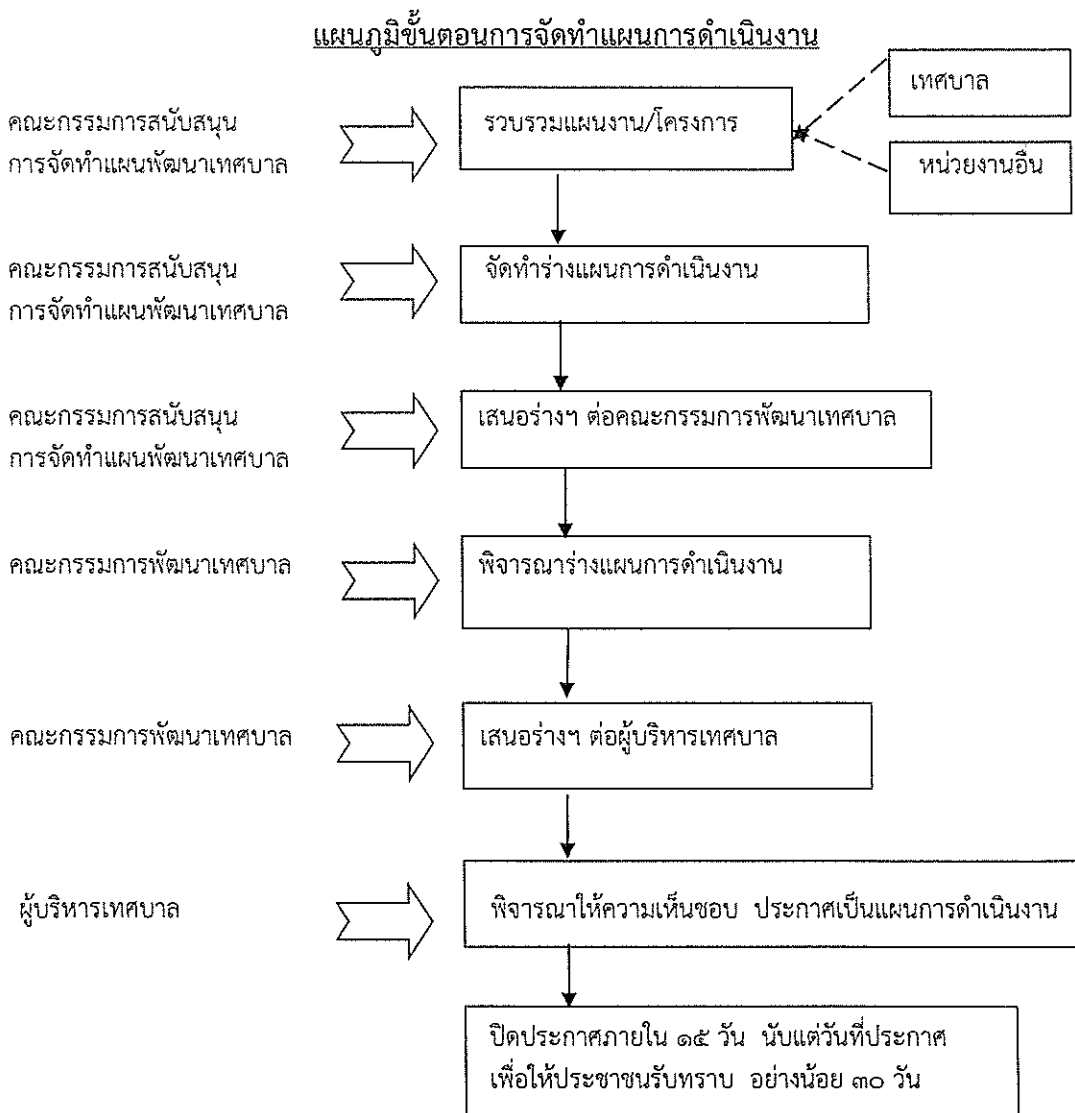 แผนภูมิขั้นตอนการจัดทำแผนการดำเนินงาน
คณะกรรมการสนับสนุน
การจัดทำแผนพัฒนาเทศบาล
รวบรวมแผนงาน/โครงการ
เทศบาล
หน่วยงานอื่น
คณะกรรมการสนับสนุน
การจัดทำแผนพัฒนาเทศบาล
จัดทำร่างแผนการดำเนินงาน
คณะกรรมการสนับสนุน
การจัดทำแผนพัฒนาเทศบาล
เสนอร่างฯ ต่อคณะกรรมการพัฒนาเทศบาล
คณะกรรมการพัฒนาเทศบาล
พิจารณาร่างแผนการดำเนินงาน
คณะกรรมการพัฒนาเทศบาล
เสนอร่างฯ ต่อผู้บริหารเทศบาล
ผู้บริหารเทศบาล
พิจารณาให้ความเห็นชอบ ประกาศเป็นแผนการดำเนินงาน
ปิดประกาศภายใน ๑๕ วัน นับแต่วันที่ประกาศ
เพื่อให้ประชาชนรับทราบ อย่างน้อย ๓๐ วัน